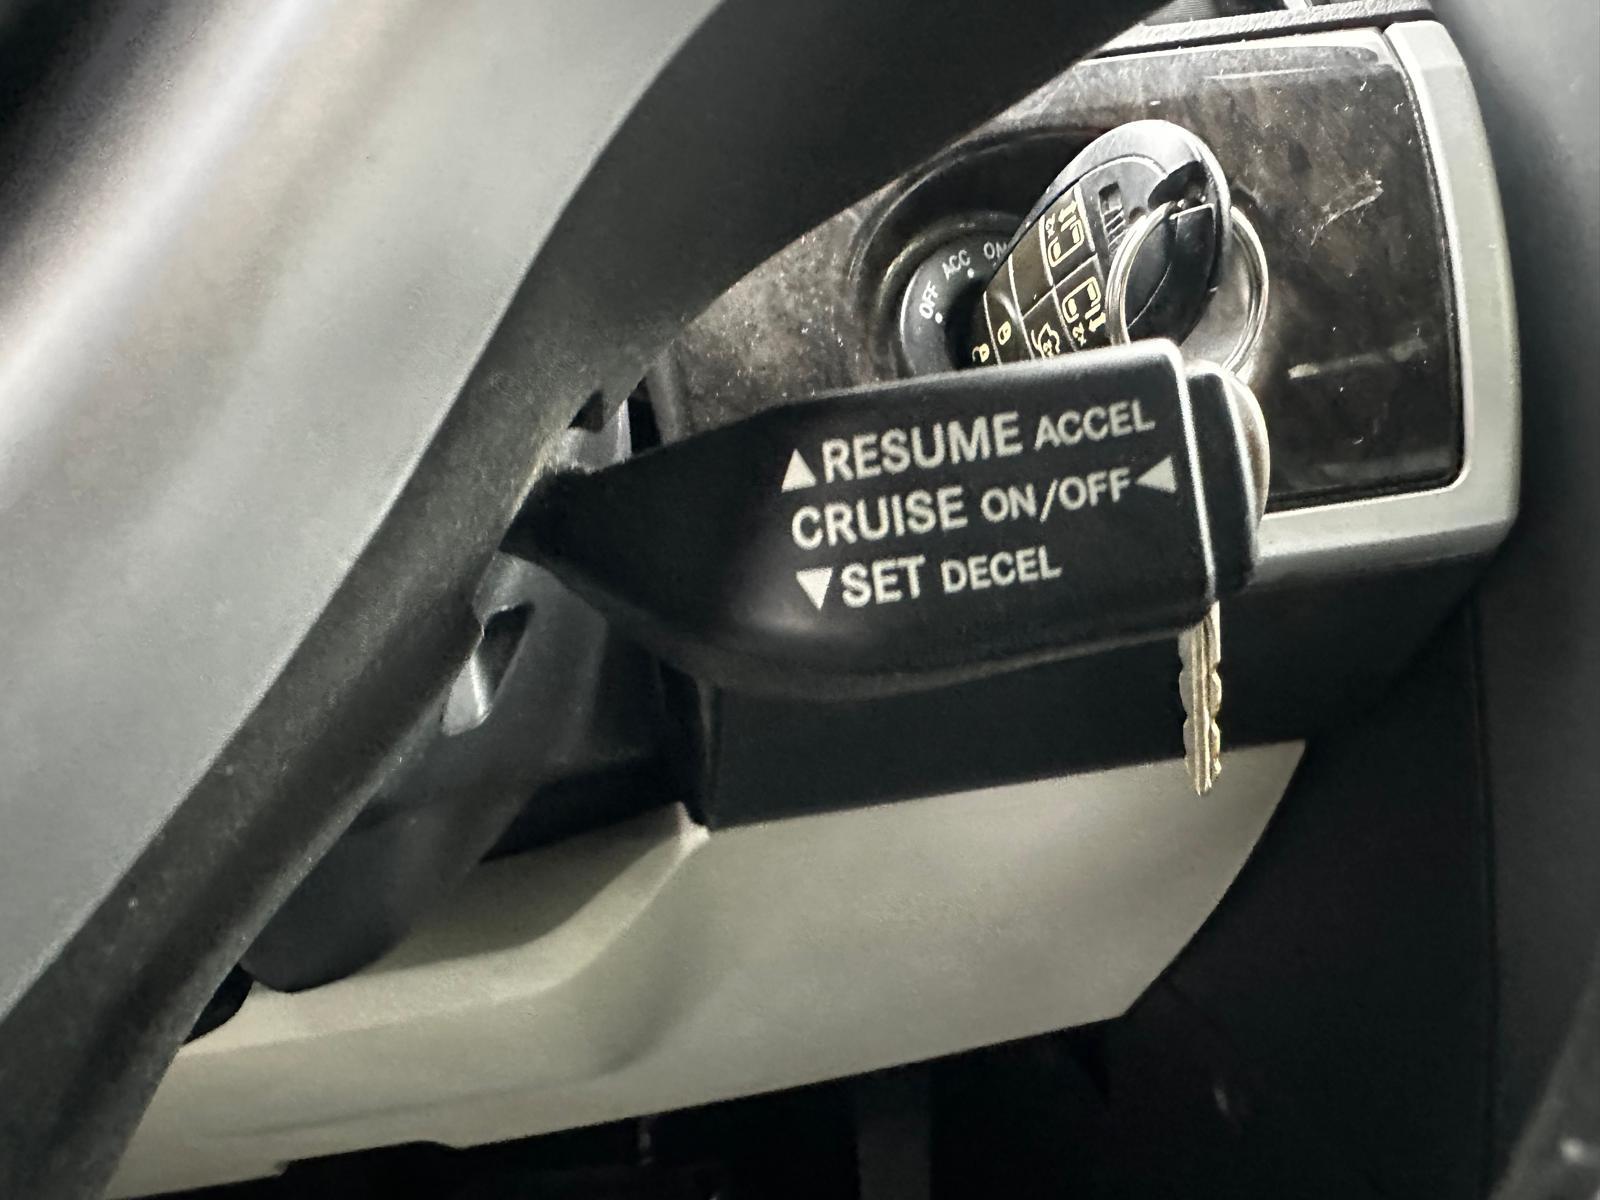 OFF
ACC
ON
▲RESUME ACCEL
CRUISE ON/OFF◀
▼SET DECEL